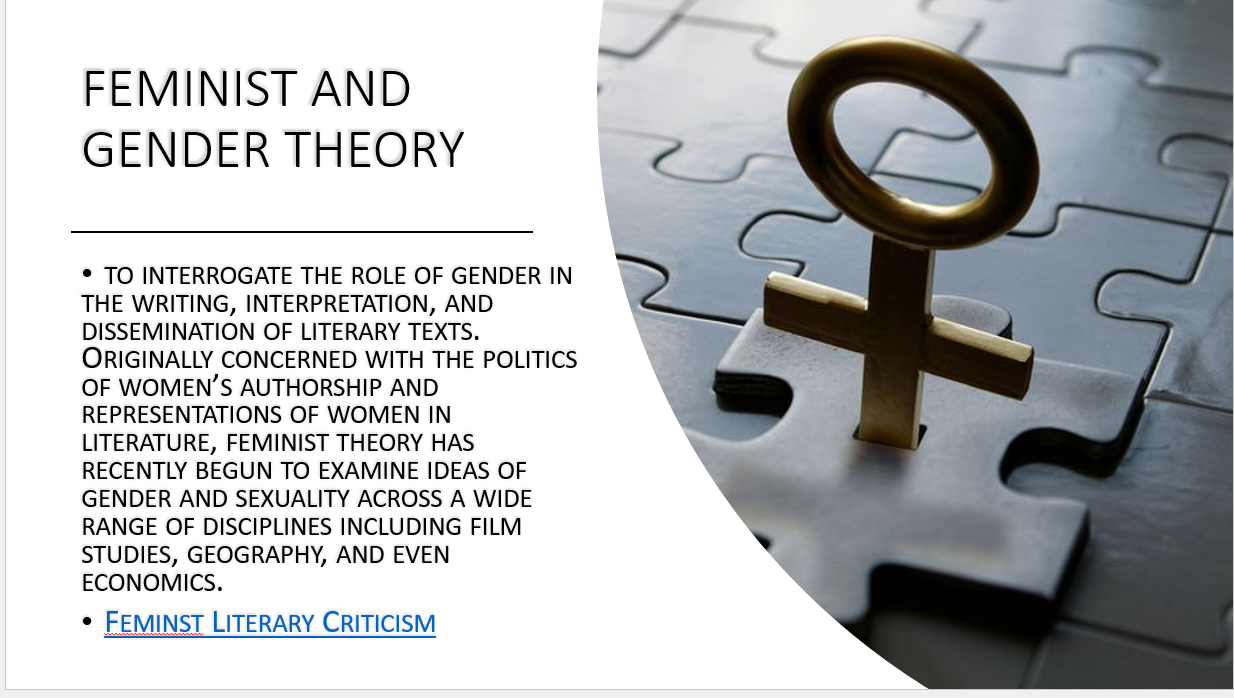 FEMINIST AND
GENDER THEORY
• TO INTERROGATE THE ROLE OF GENDER IN
THE WRITING, INTERPRETATION, AND
DISSEMINATION OF LITERARY TEXTS.
ORIGINALLY CONCERNED WITH THE POLITICS
OF WOMEN’S AUTHORSHIP AND
REPRESENTATIONS OF WOMEN IN
LITERATURE, FEMINIST THEORY HAS
RECENTLY BEGUN TO EXAMINE IDEAS OF
GENDER AND SEXUALITY ACROSS A WIDE
RANGE OF DISCIPLINES INCLUDING FILM
STUDIES, GEOGRAPHY, AND EVEN
ECONOMICS.
• FEMINST LITERARY CRITICISM